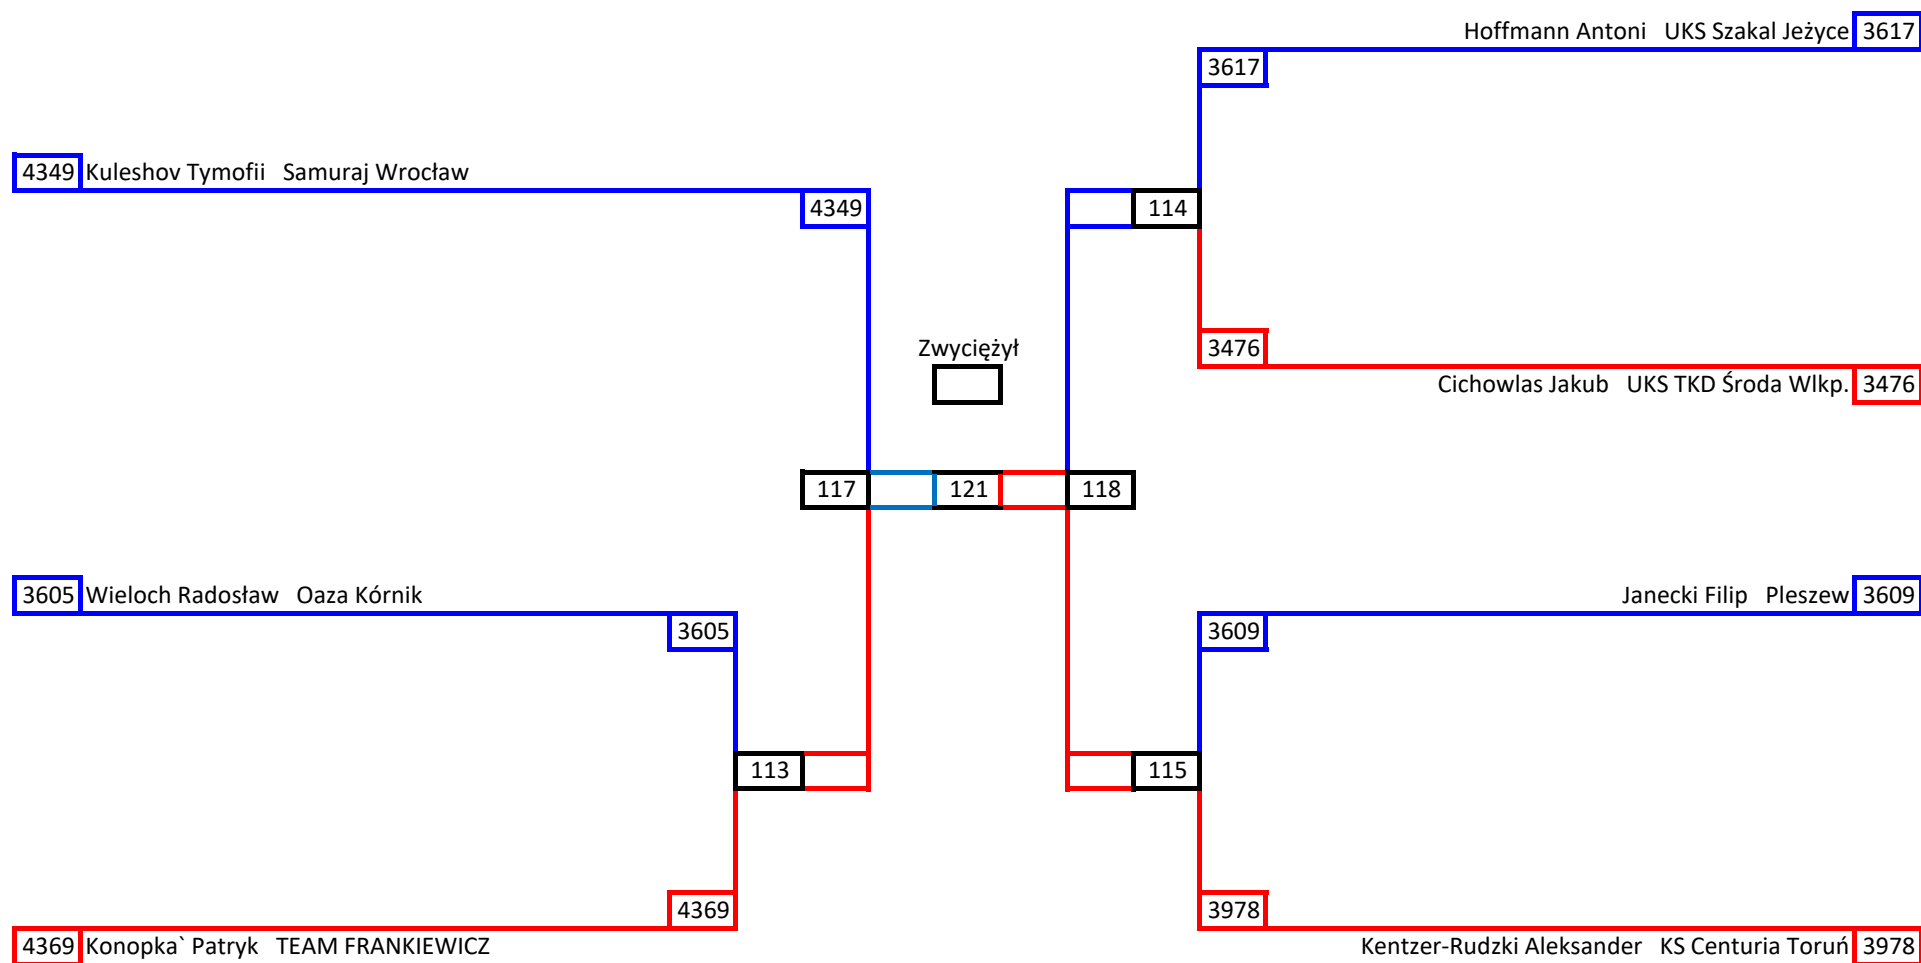 Hoffmann Antoni UKS Szakal Jeżyce 3617
3617
4349 Kuleshov Tymofii Samuraj Wrocław
4349
114
Zwyciężył
3476
Cichowlas Jakub UKS TKD Środa Wlkp. 3476
117 121 118
3605 Wieloch Radosław Oaza Kórnik
Janecki Filip Pleszew 3609
3605
3609
113
115
4369
3978
4369 Konopka` Patryk TEAM FRANKIEWICZ
Kentzer-Rudzki Aleksander KS Centuria Toruń 3978